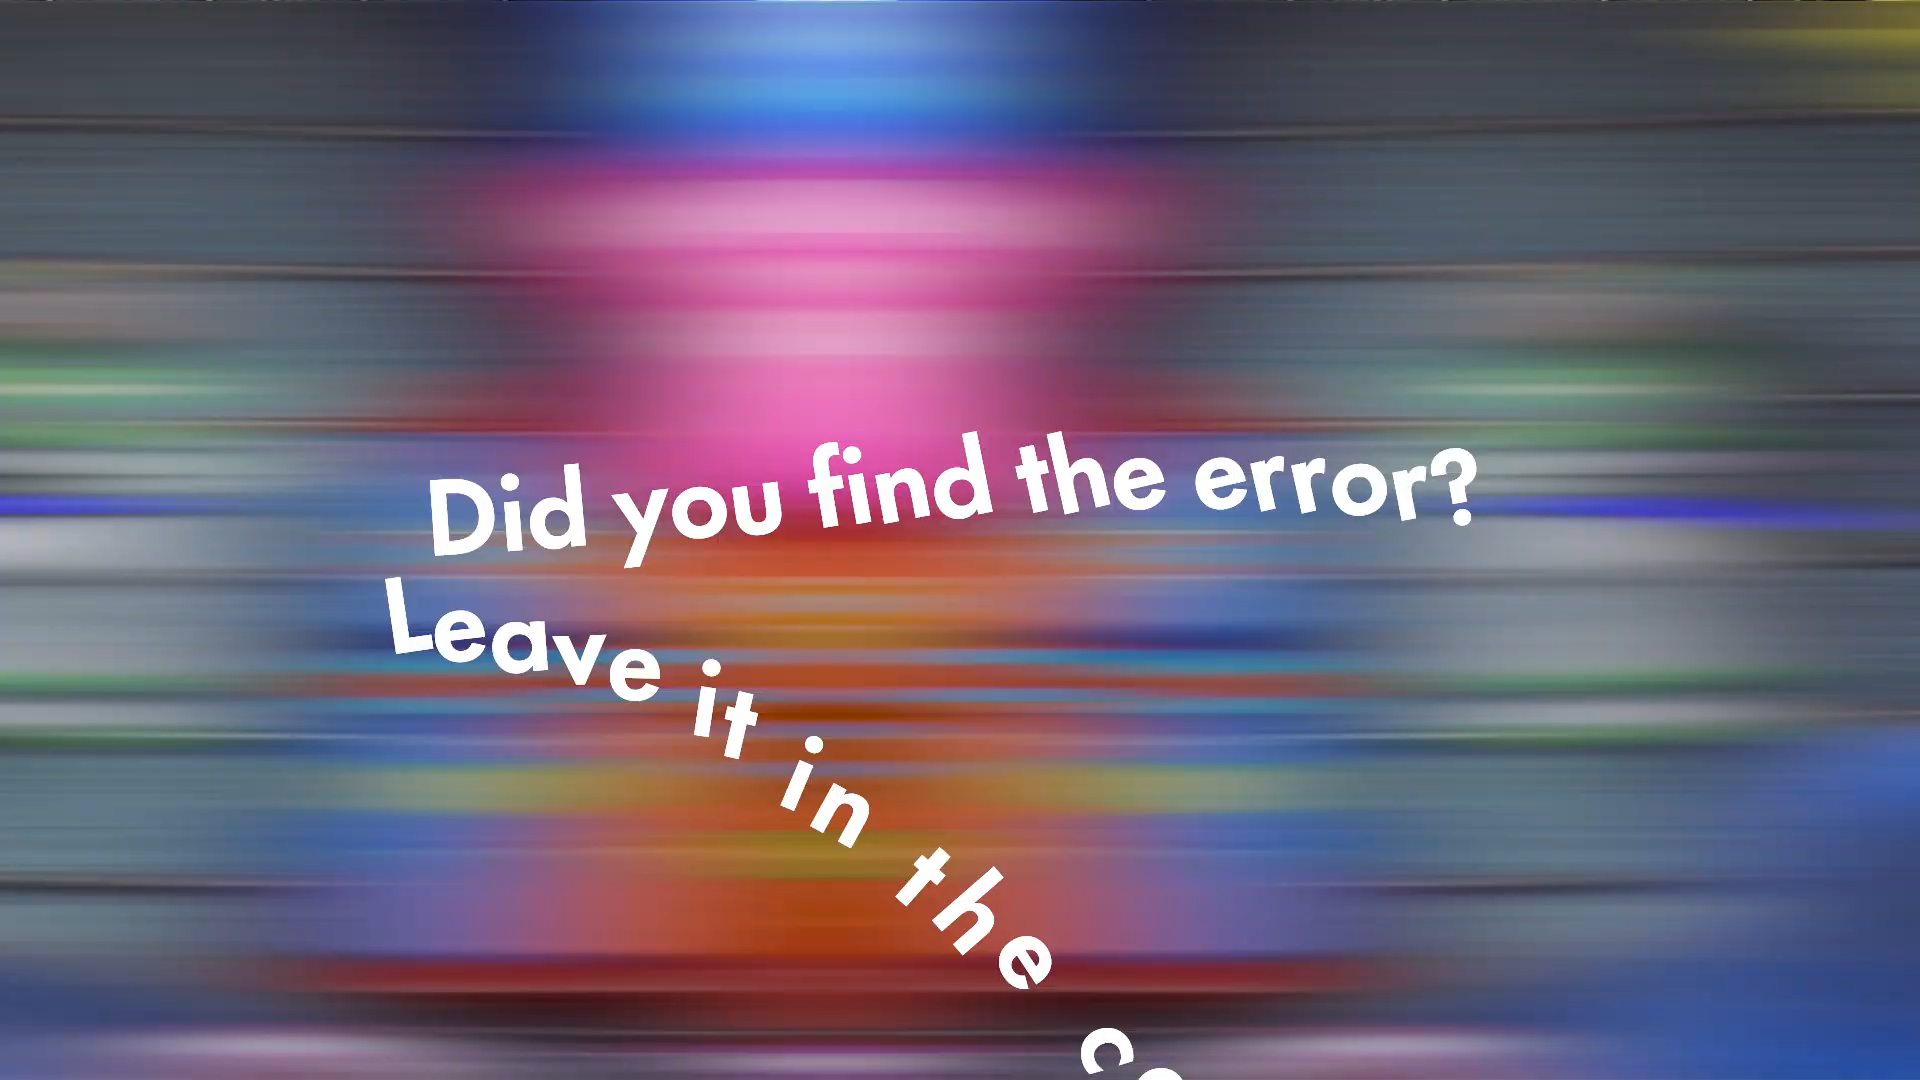 Did you find the error?
Leave it in the